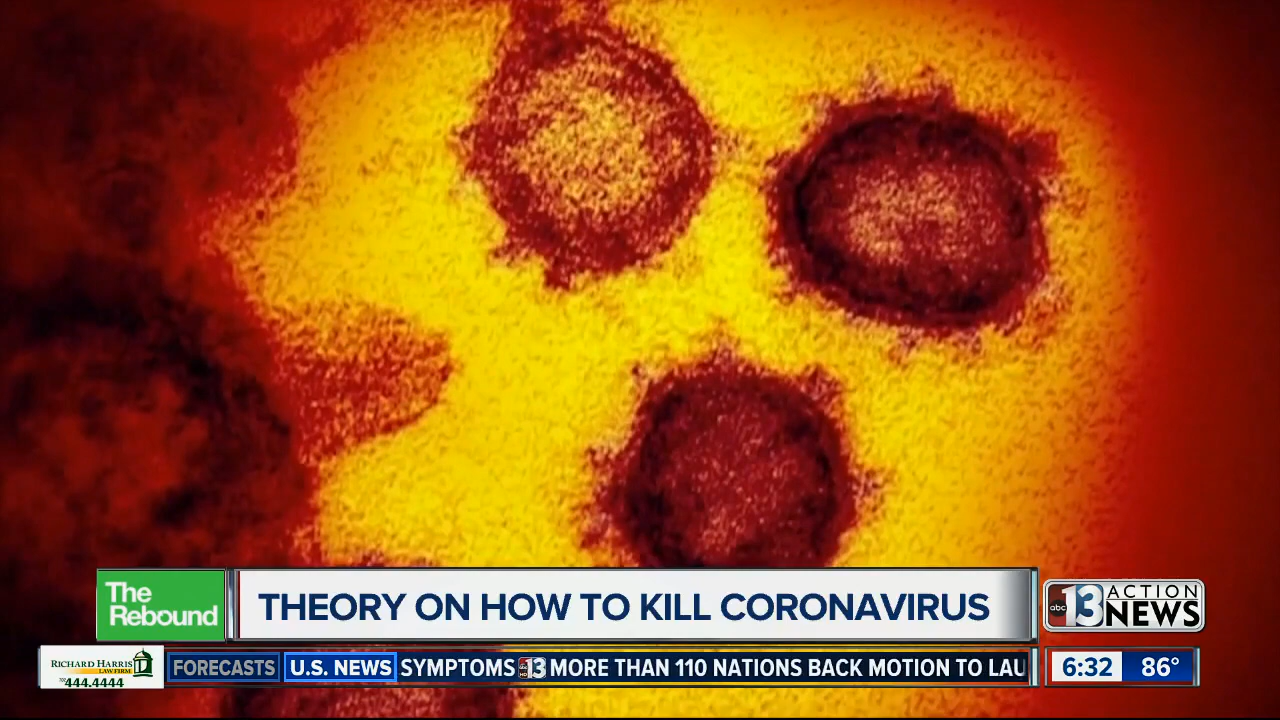 The
Rebound
THEORY ON HOW TO KILL CORONAVIRUS
abc 13 ACTION
NEWS
RICHARD HARRIS
LAW FIRM
444.4444
FORECASTS
U.S. NEWS
SYMPTOMS 13 MORE THAN 110 NATIONS BACK MOTION TO LAU
6:32
86°